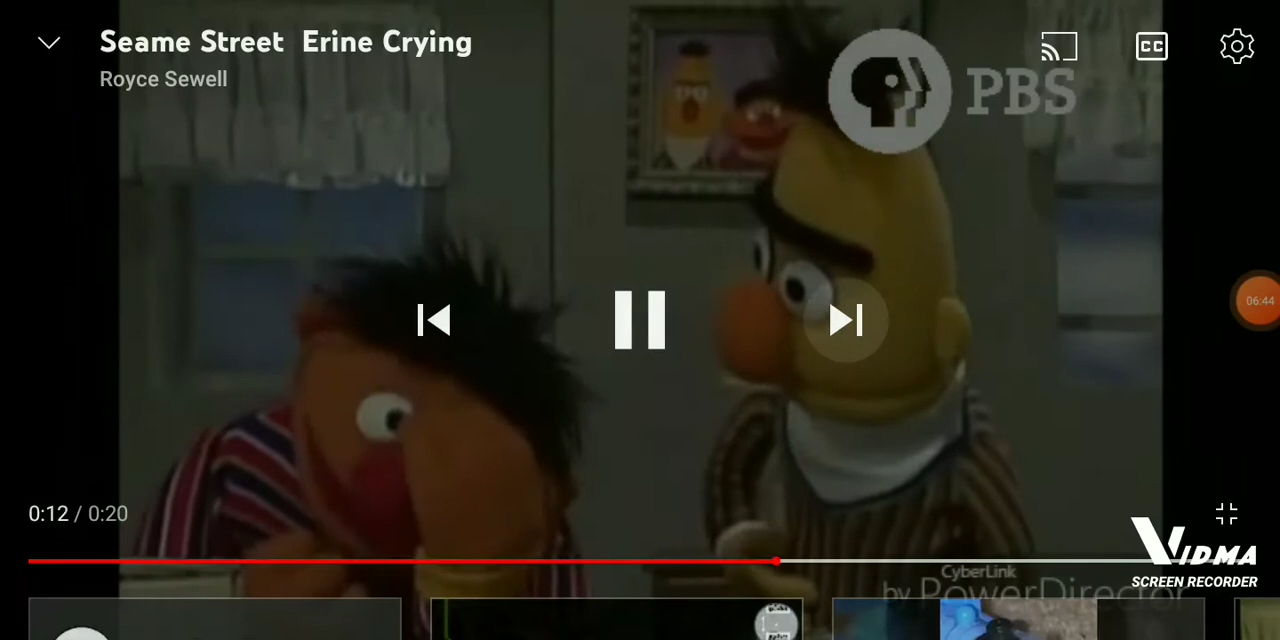 Seame Street  Erine Crying
Royce Sewell
CC
PBS
06:44
0:12 / 0:20
VIDMA
SCREEN RECORDER
CyberLink
by PowerDirector